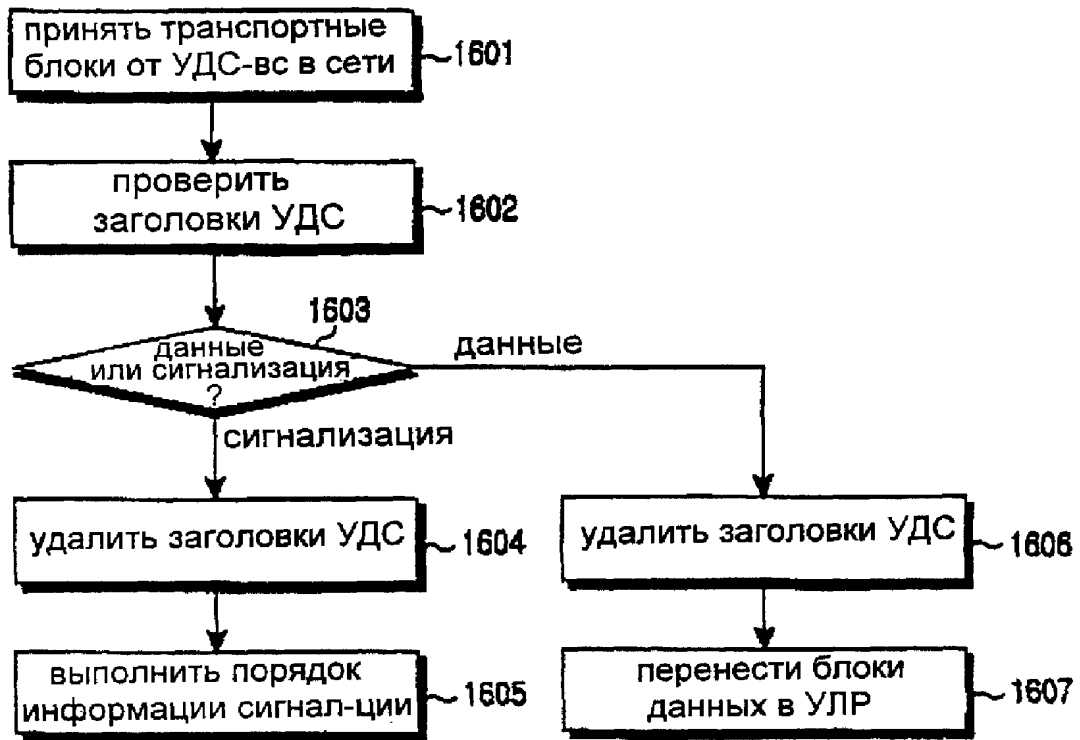 принять транспортные
блоки от УДС-вс в сети
1601
проверить
заголовки УДС
1602
1603
данные
или сигнализация
?
данные
сигнализация
удалить заголовки УДС
1604
удалить заголовки УДС
1606
выполнить порядок
информации сигнал-ции
1605
перенести блоки
данных в УЛР
1607